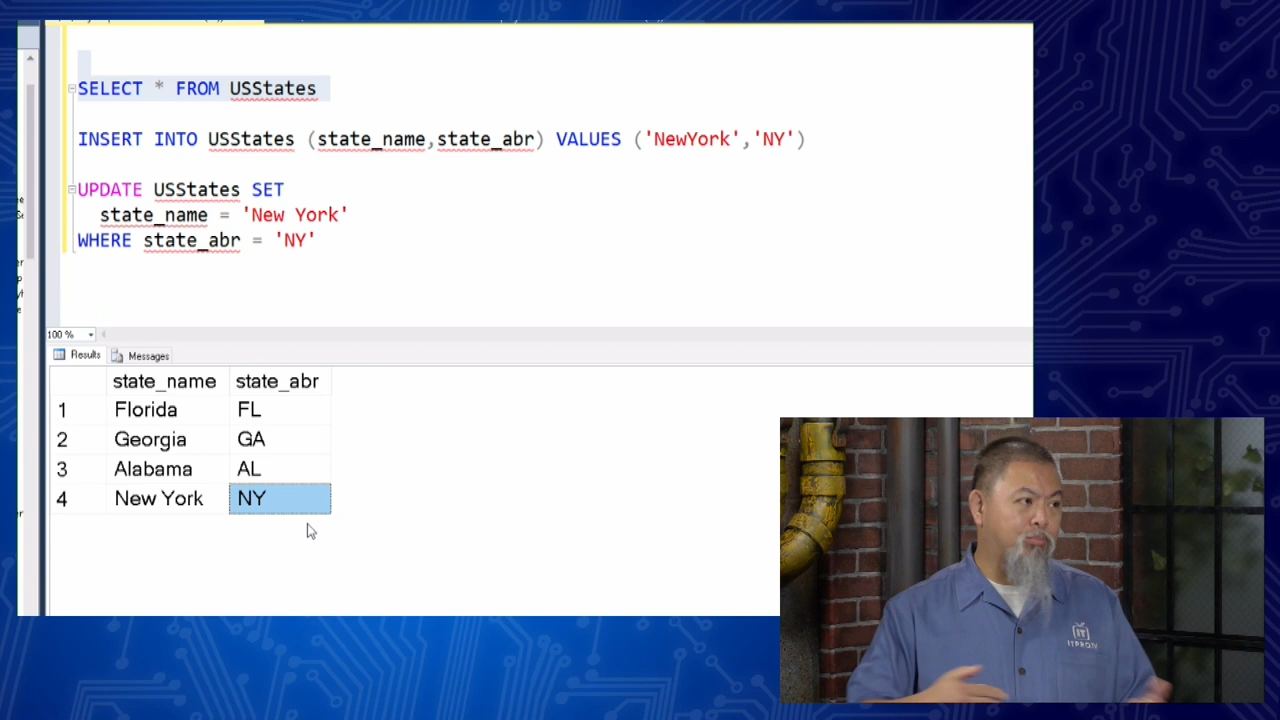 SELECT * FROM USStates
INSERT INTO USStates (state_name,state_abr) VALUES ('NewYork','NY')
UPDATE USStates SET
state_name = 'New York'
WHERE state_abr = 'NY'
100 %
Results Messages
state_name state_abr
1 Florida FL
2 Georgia GA
3 Alabama AL
4 New York NY
IT
ITPROTV